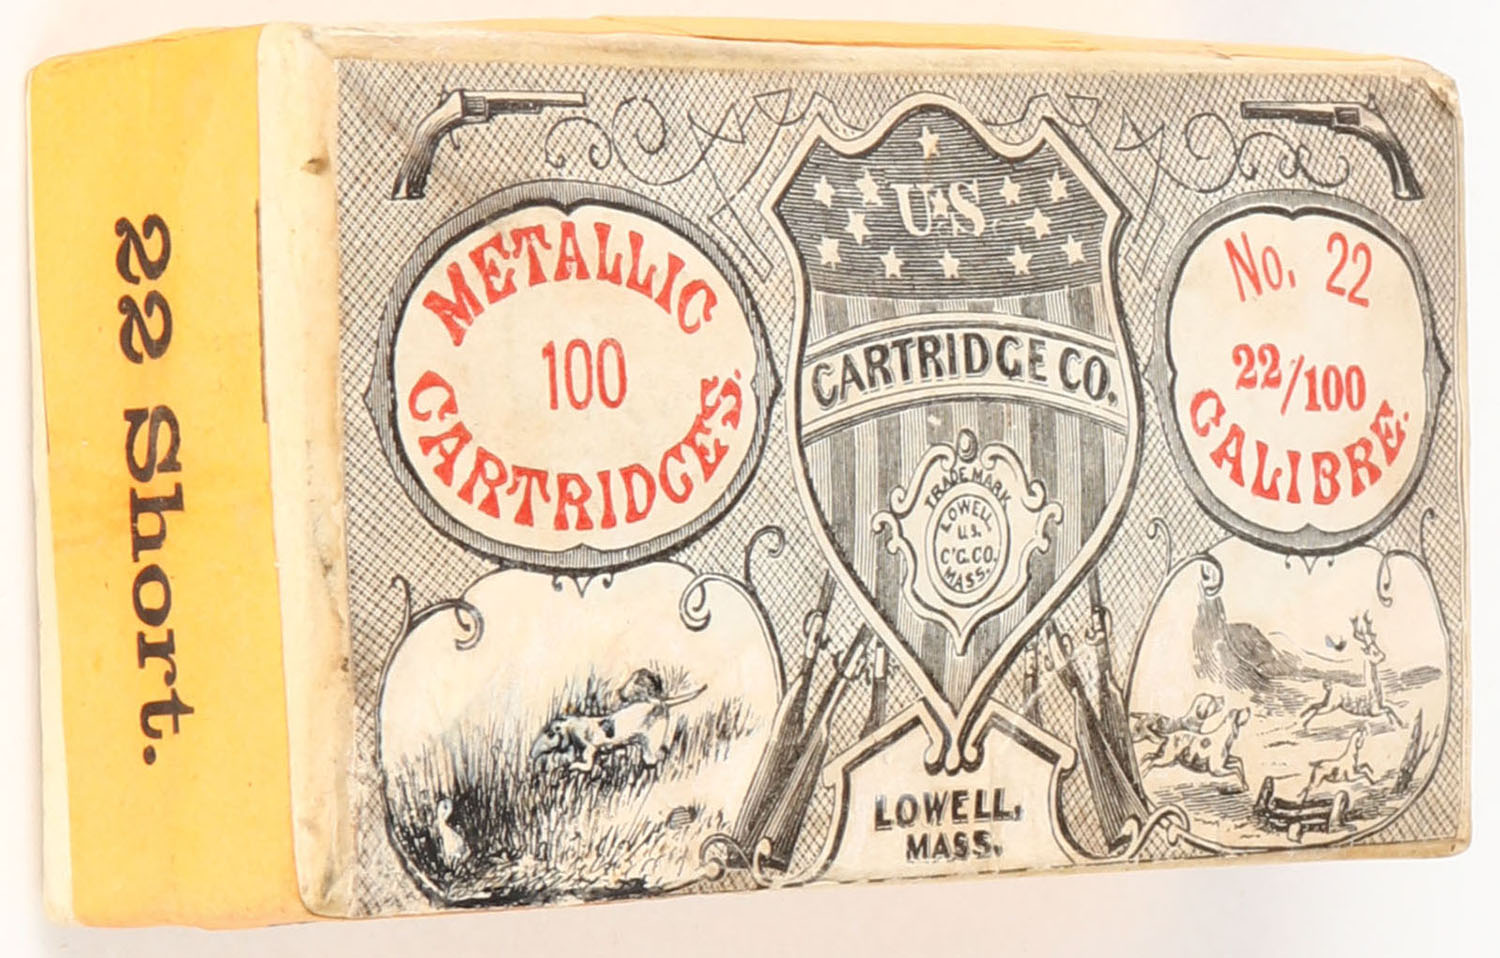 22 Short.
METALLIC
100
CARTRIDGES.
US
CARTRIDGE CO.
TRADE MARK
LOWELL
U.S.
C'G.CO.
MASS.
LOWELL,
MASS.
No. 22
22/100
CALIBRE.